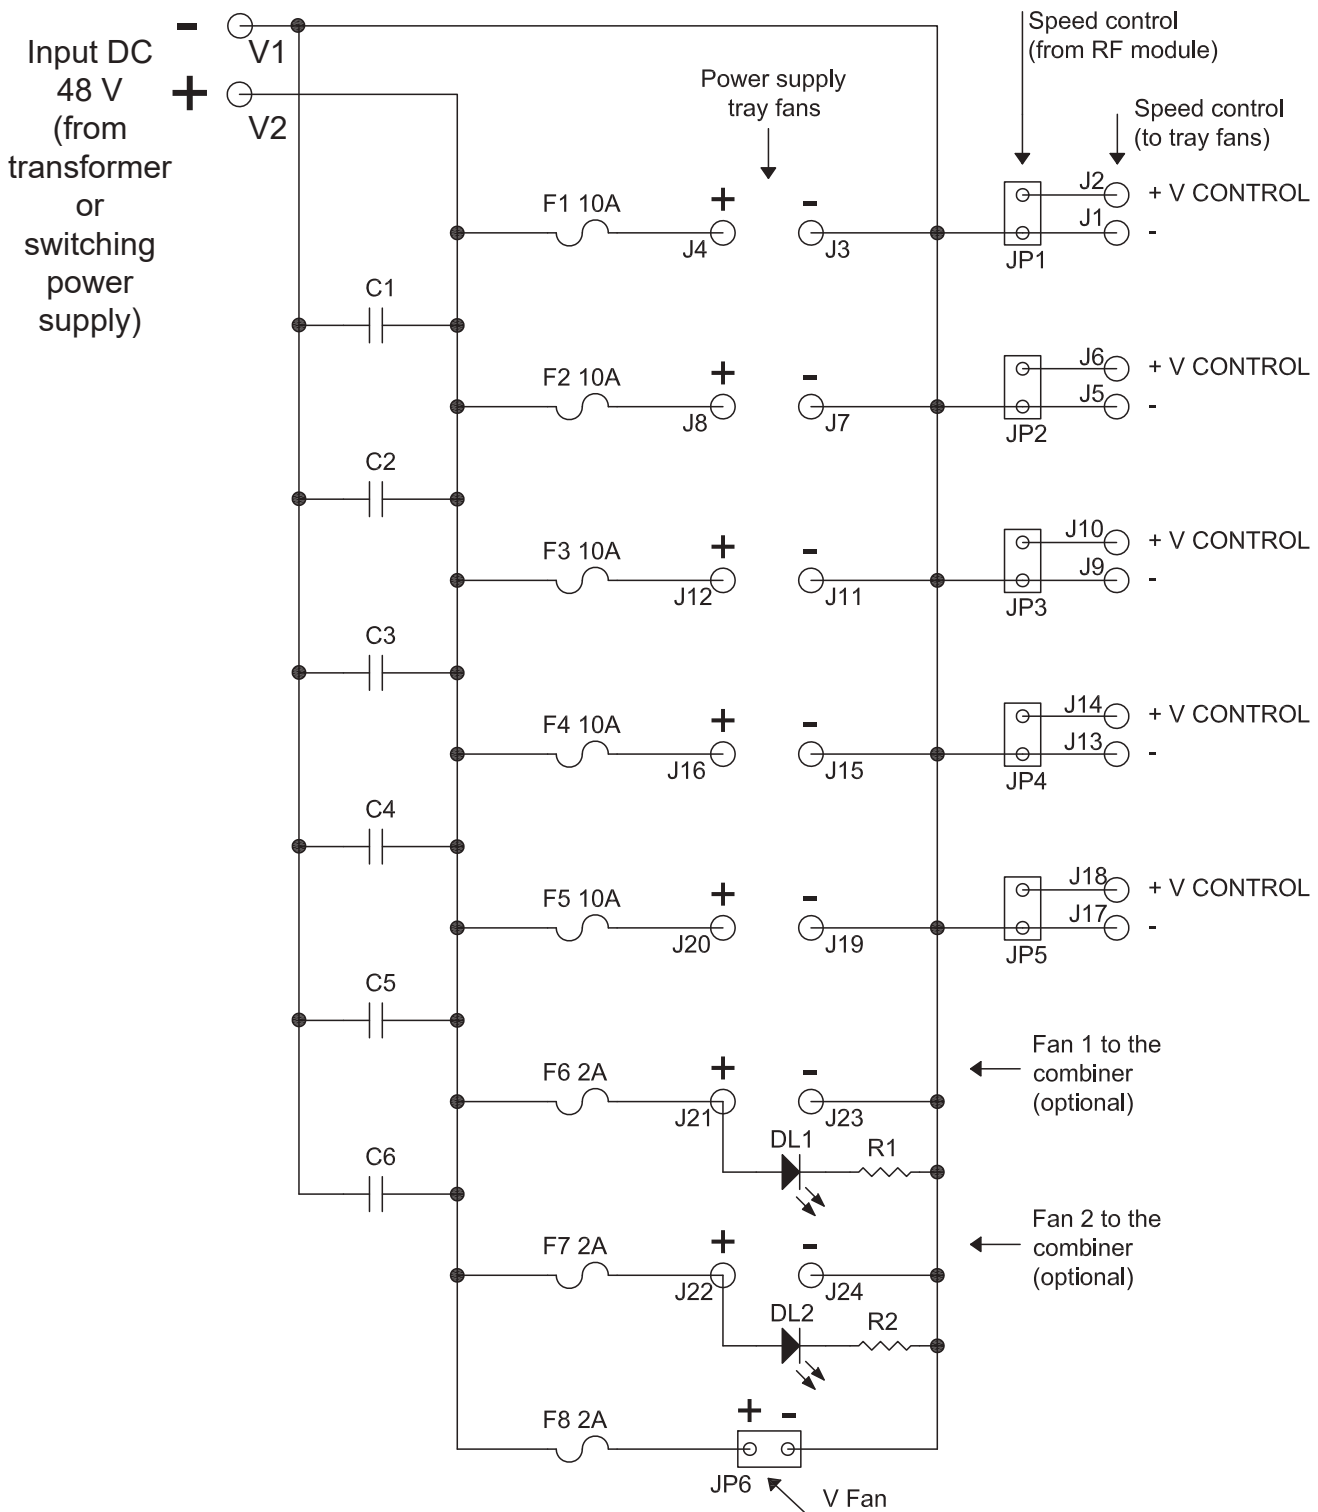 Input DC
48 V
(from
transformer
or
switching
power
supply)
-
V1
+
V2
Power supply
tray fans
Speed control
(from RF module)
Speed control
(to tray fans)
F1 10A
+
-
J4
J3
J2
+ V CONTROL
J1
-
JP1
C1
F2 10A
+
-
J8
J7
J6
+ V CONTROL
J5
-
JP2
C2
F3 10A
+
-
J12
J11
J10
+ V CONTROL
J9
-
JP3
C3
F4 10A
+
-
J16
J15
J14
+ V CONTROL
J13
-
JP4
C4
F5 10A
+
-
J20
J19
J18
+ V CONTROL
J17
-
JP5
C5
F6 2A
+
-
J21
J23
Fan 1 to the
combiner
(optional)
DL1
R1
C6
F7 2A
+
-
J22
J24
Fan 2 to the
combiner
(optional)
DL2
R2
F8 2A
+ -
JP6
V Fan